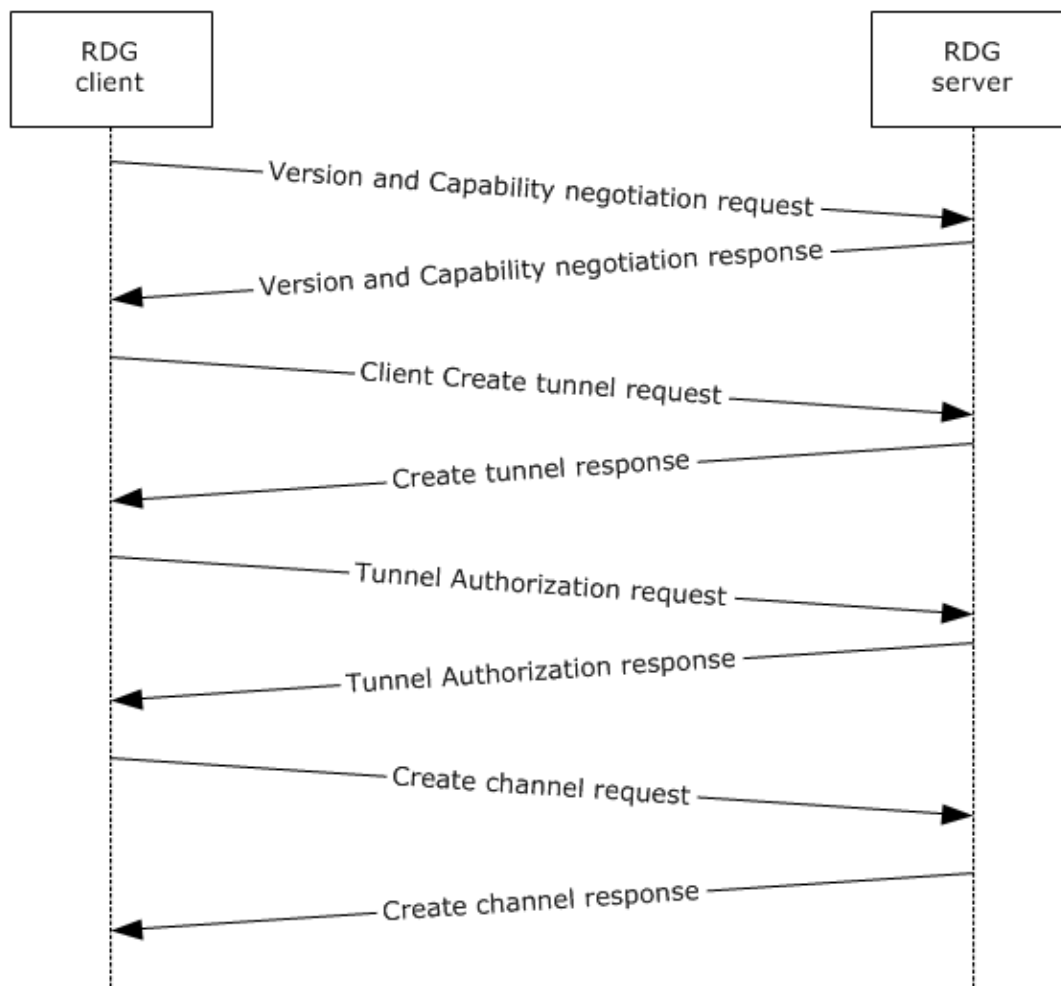 RDG
client
RDG
server
Version and Capability negotiation request
Version and Capability negotiation response
Client Create tunnel request
Create tunnel response
Tunnel Authorization request
Tunnel Authorization response
Create channel request
Create channel response